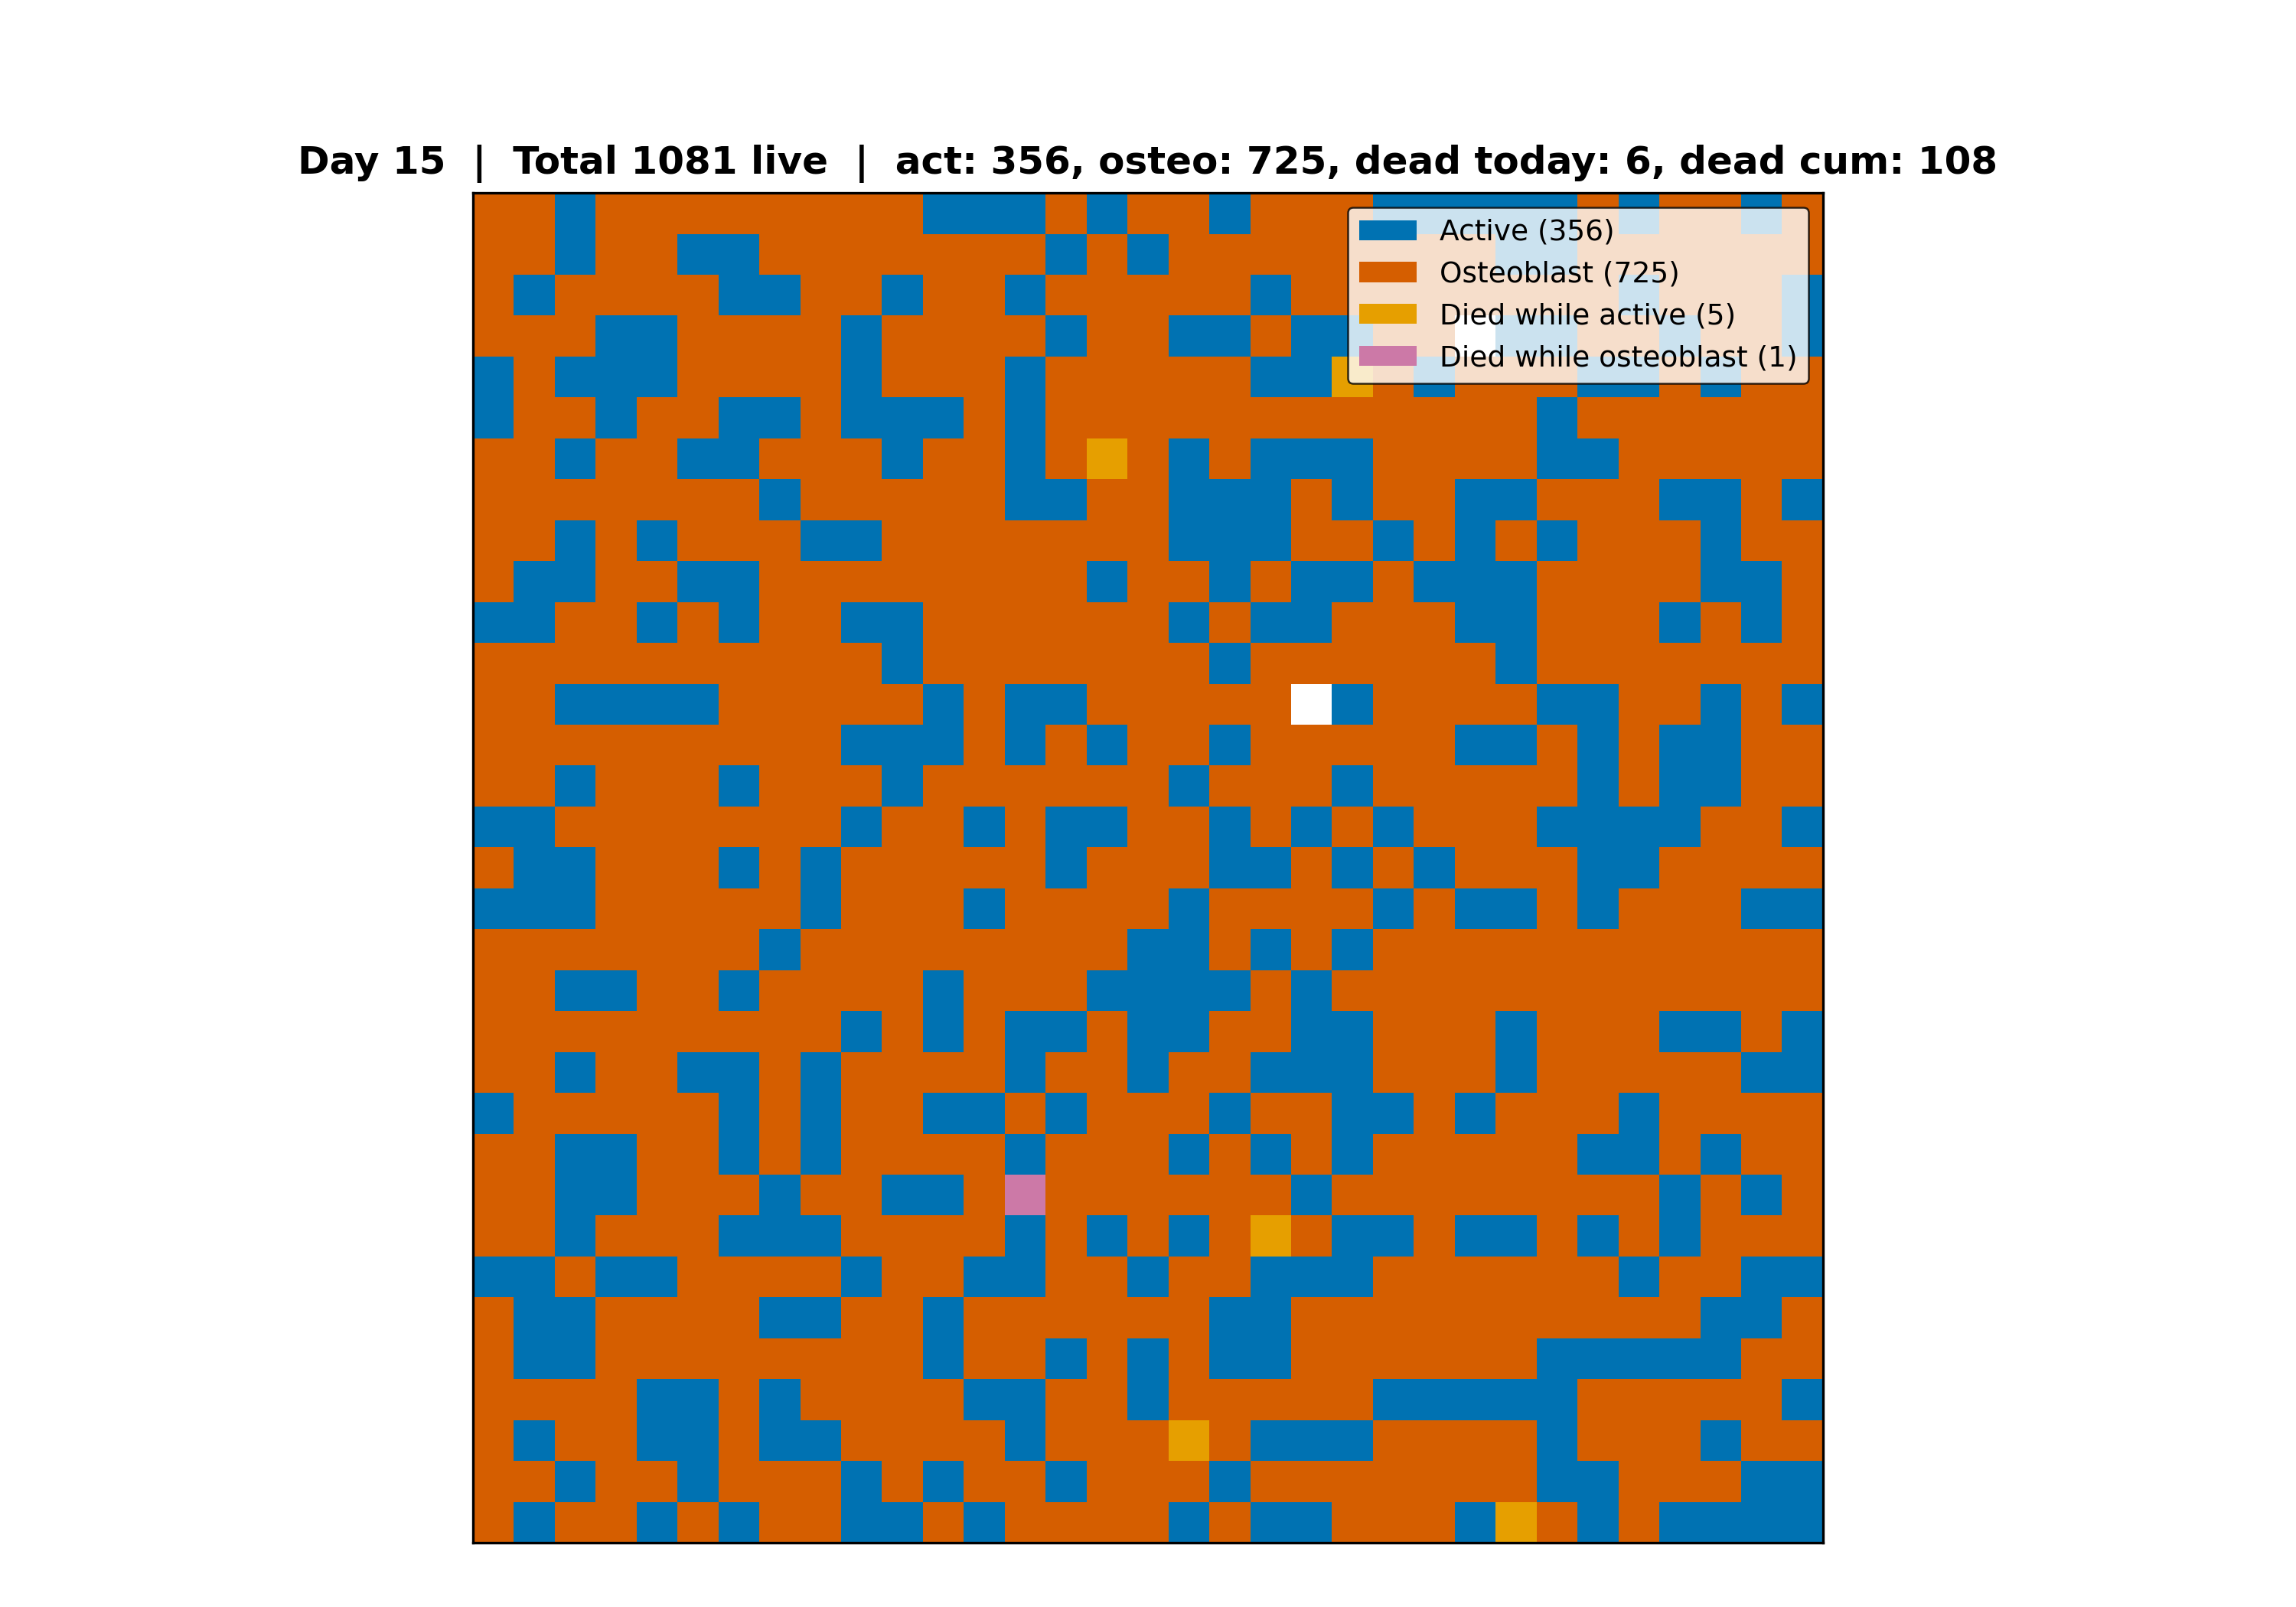 Day 15 | Total 1081 live | act: 356, osteo: 725, dead today: 6, dead cum: 108
Active (356)
Osteoblast (725)
Died while active (5)
Died while osteoblast (1)